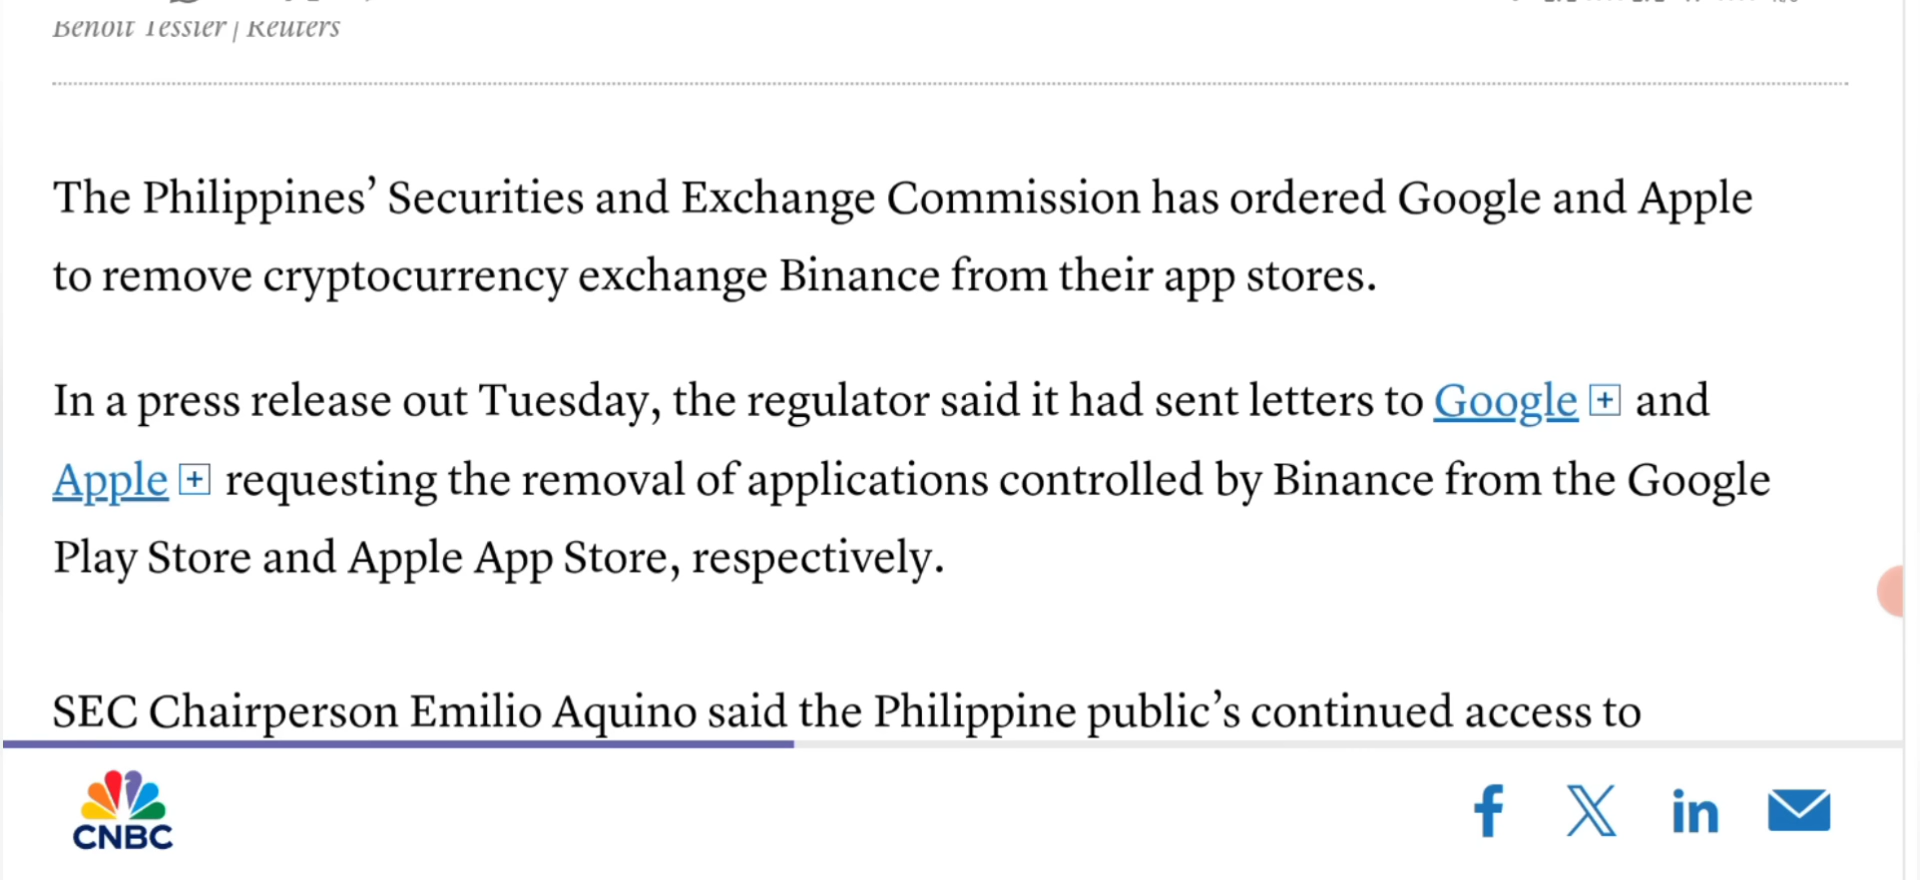 Benoit Tessier | Reuters
The Philippines’ Securities and Exchange Commission has ordered Google and Apple
to remove cryptocurrency exchange Binance from their app stores.
In a press release out Tuesday, the regulator said it had sent letters to Google and
Apple requesting the removal of applications controlled by Binance from the Google
Play Store and Apple App Store, respectively.
SEC Chairperson Emilio Aquino said the Philippine public’s continued access to
CNBC